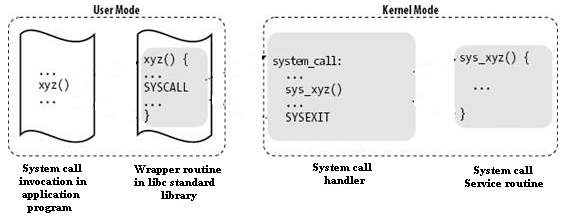 User Mode
Kernel Mode
...
xyz()
...
xyz() {
...
SYSCALL
...
}
system_call:
...
sys_xyz()
...
SYSEXIT
sys_xyz() {
...
}
System call
invocation in
application
program
Wrapper routine
in libc standard
library
System call
handler
System call
Service routine